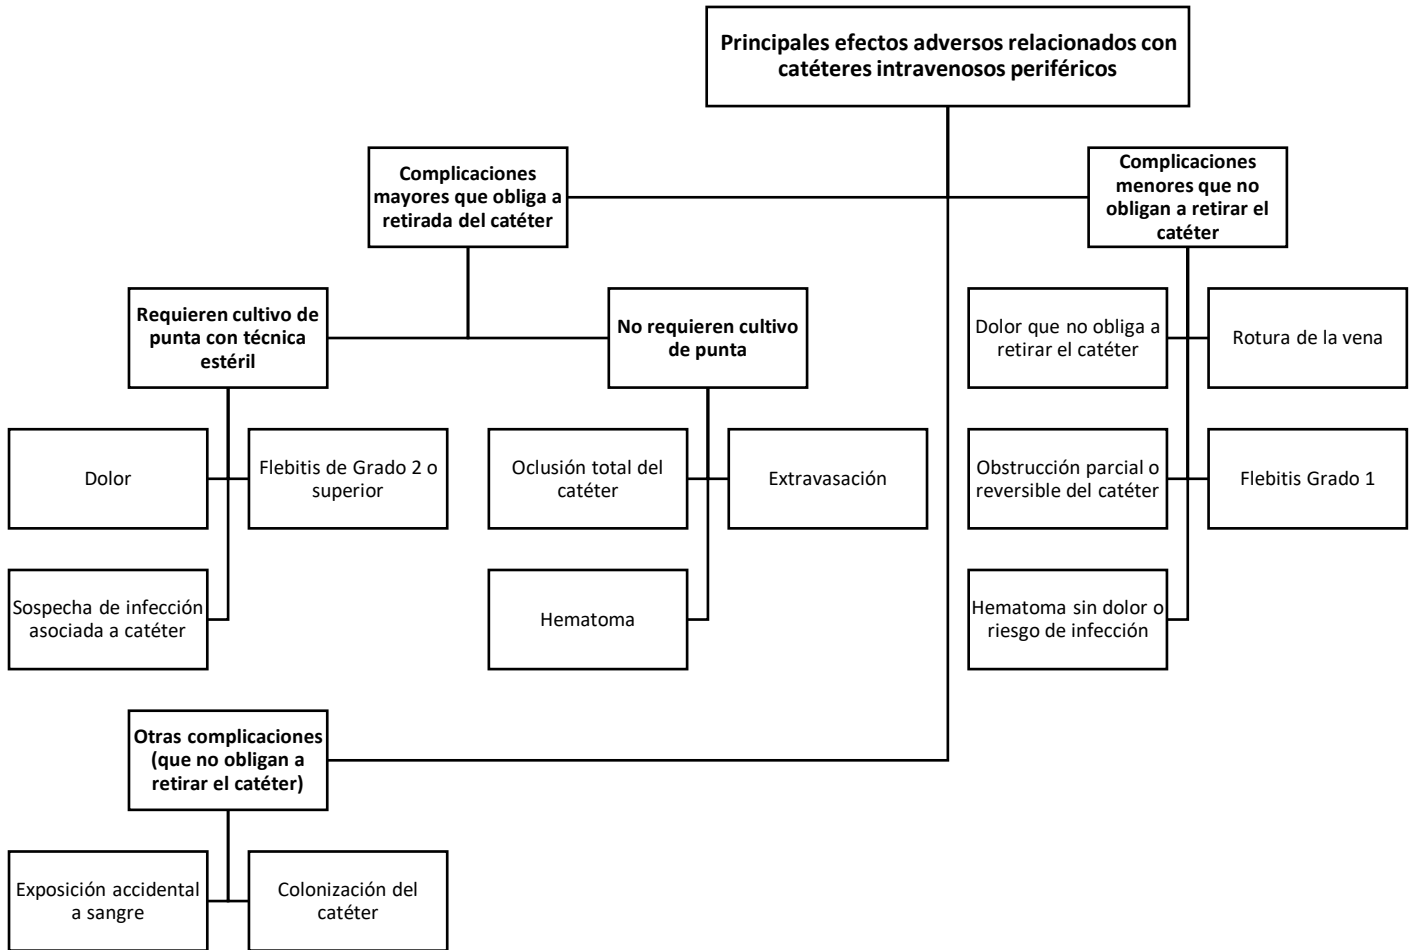 Principales efectos adversos relacionados con
catéteres intravenosos periféricos
Complicaciones
mayores que obliga a
retirada del catéter
Complicaciones
menores que no
obligan a retirar el
catéter
Requieren cultivo de
punta con técnica
estéril
No requieren cultivo
de punta
Dolor que no obliga a
retirar el catéter
Rotura de la vena
Dolor
Flebitis de Grado 2 o
superior
Oclusión total del
catéter
Extravasación
Obstrucción parcial o
reversible del catéter
Flebitis Grado 1
Sospecha de infección
asociada a catéter
Hematoma
Hematoma sin dolor o
riesgo de infección
Otras complicaciones
(que no obligan a
retirar el catéter)
Exposición accidental
a sangre
Colonización del
catéter